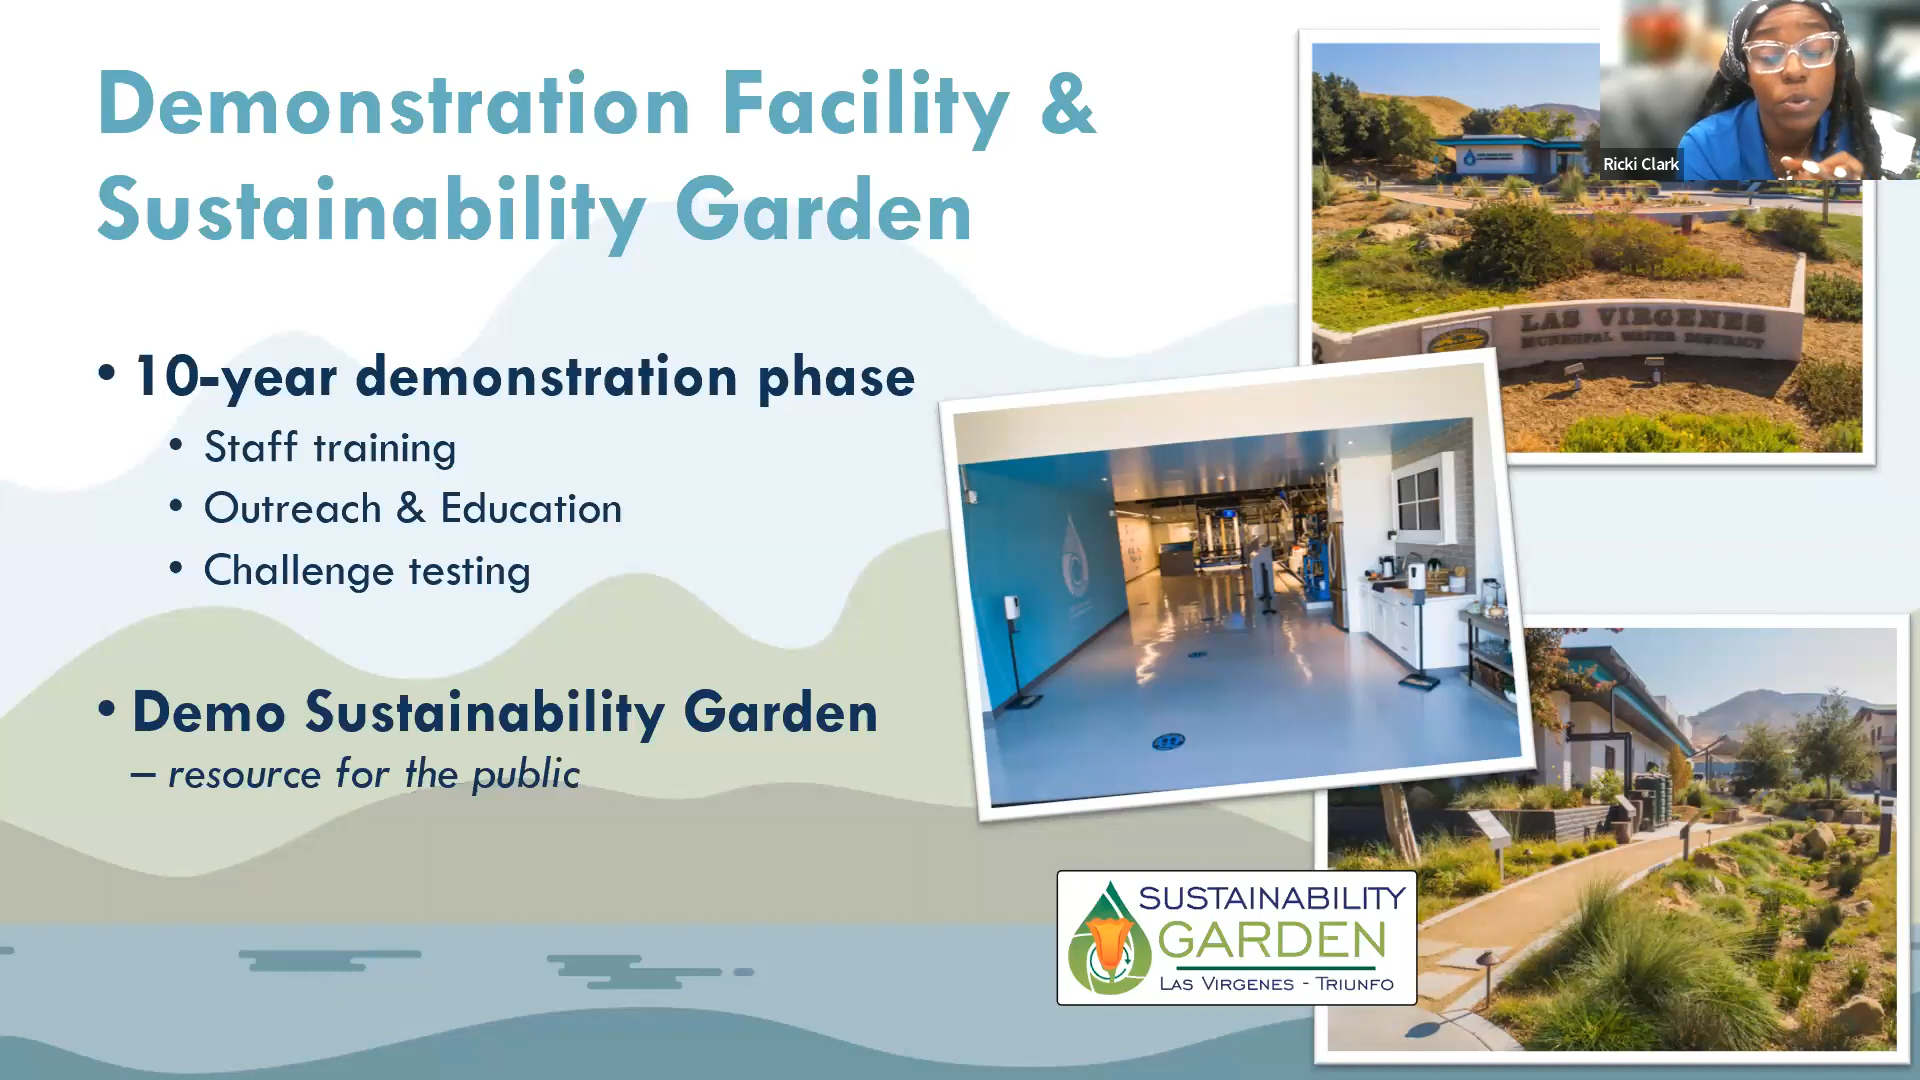 Demonstration Facility &
Sustainability Garden
• 10-year demonstration phase
• Staff training
• Outreach & Education
• Challenge testing
• Demo Sustainability Garden
– resource for the public
Ricki Clark
LAS VIRGENES
MUNICIPAL WATER DISTRICT
SUSTAINABILITY
GARDEN
LAS VIRGENES - TRIUNFO